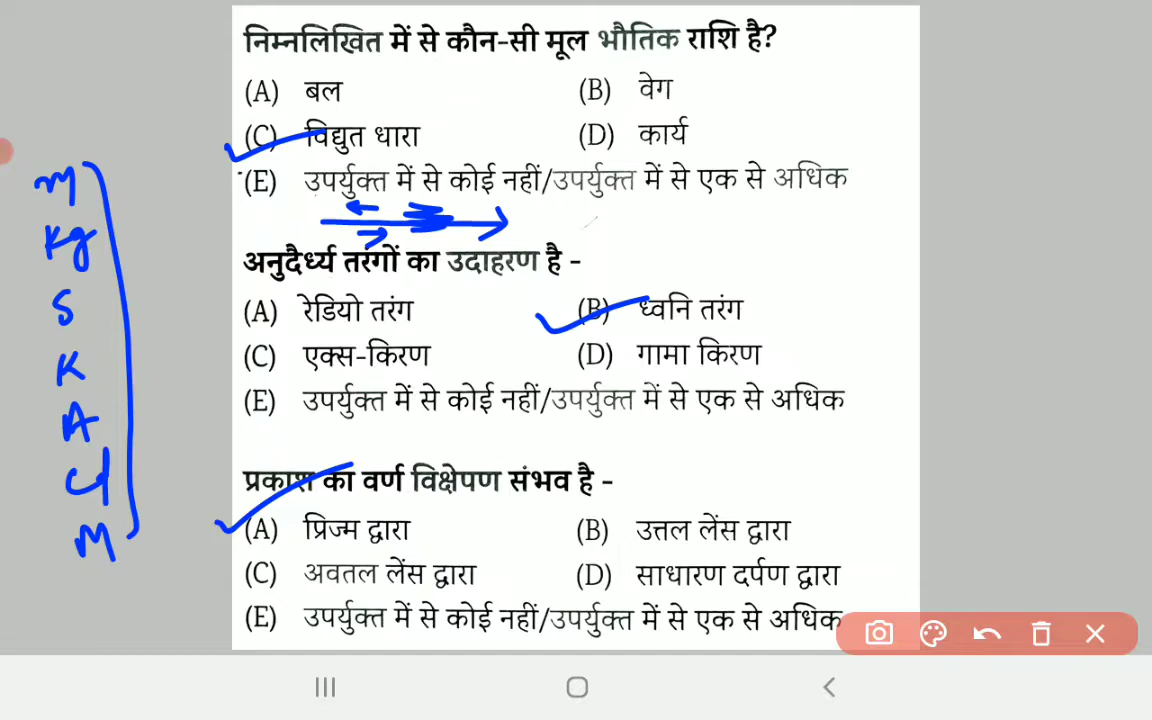 निम्नलिखित में से कौन-सी मूल भौतिक राशि है?
(A) बल (B) वेग
(C) विद्युत धारा (D) कार्य
(E) उपर्युक्त में से कोई नहीं/उपर्युक्त में से एक से अधिक
अनुदैर्ध्य तरंगों का उदाहरण है -
(A) रेडियो तरंग (B) ध्वनि तरंग
(C) एक्स-किरण (D) गामा किरण
(E) उपर्युक्त में से कोई नहीं/उपर्युक्त में से एक से अधिक
प्रकाश का वर्ण विक्षेपण संभव है -
(A) प्रिज्म द्वारा (B) उत्तल लेंस द्वारा
(C) अवतल लेंस द्वारा (D) साधारण दर्पण द्वारा
(E) उपर्युक्त में से कोई नहीं/उपर्युक्त में से एक से अधिक
m
Kg
S
K
A
Cd
M